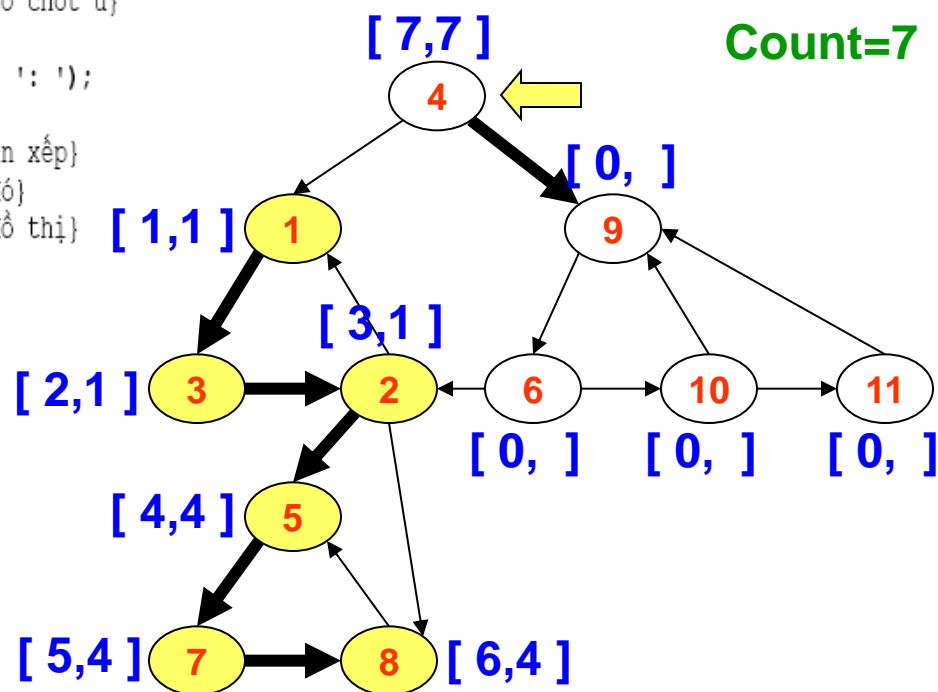 chốt u}
[ 7,7 ]
Count=7
': ');
4
xếp}
[ 0, ]
thị}
[ 1,1 ]
1
9
[ 3,1 ]
[ 2,1 ]
3
2
6
10
11
[ 0, ]
[ 0, ]
[ 0, ]
[ 4,4 ]
5
[ 5,4 ]
7
8
[ 6,4 ]